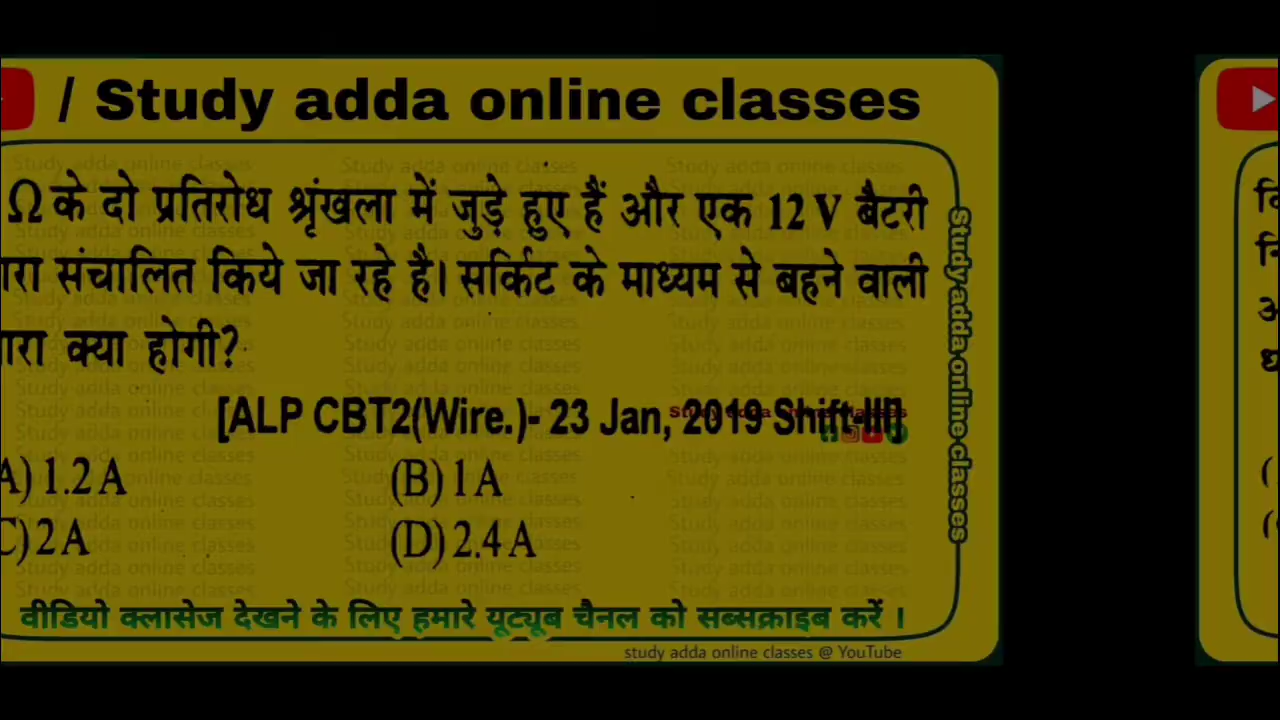 / Study adda online classes
Ω के दो प्रतिरोध श्रृंखला में जुड़े हुए हैं और एक 12 V बैटरी
संचालित किये जा रहे है। सर्किट के माध्यम से बहने वाली
क्या होगी?
[ALP CBT2(Wire.)- 23 Jan, 2019 Shift-III]
A) 1.2 A (B) 1 A
C) 2 A (D) 2.4 A
वीडियो क्लासेज देखने के लिए हमारे यूट्यूब चैनल को सब्सक्राइब करें ।
study adda online classes @ YouTube
Study adda online classes